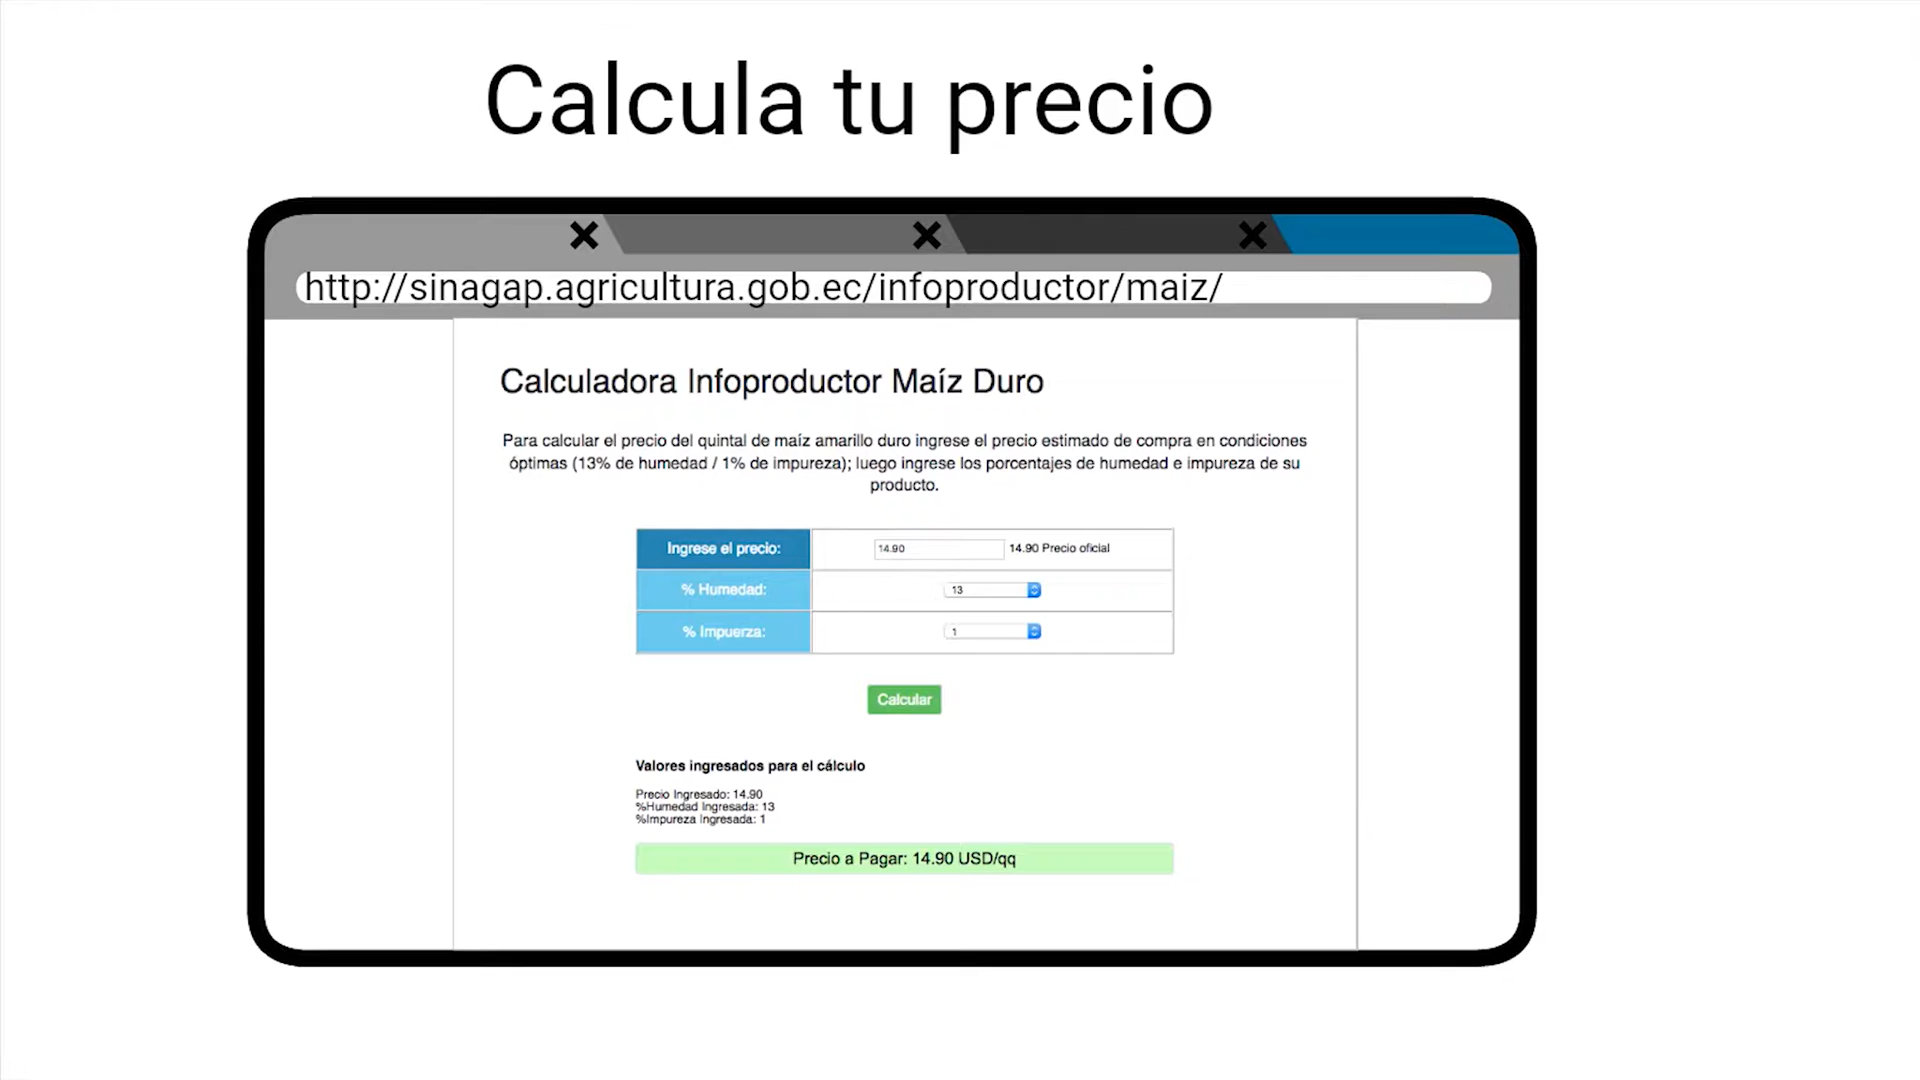 Calcula tu precio
http://sinagap.agricultura.gob.ec/infoproductor/maiz/
Calculadora Infoproductor Maíz Duro
Para calcular el precio del quintal de maíz amarillo duro ingrese el precio estimado de compra en condiciones
óptimas (13% de humedad / 1% de impureza); luego ingrese los porcentajes de humedad e impureza de su
producto.
Ingrese el precio: 14.90 14.90 Precio oficial
% Humedad: 13
% Impuerza: 1
Calcular
Valores ingresados para el cálculo
Precio Ingresado: 14.90
%Humedad Ingresada: 13
%Impureza Ingresada: 1
Precio a Pagar: 14.90 USD/qq